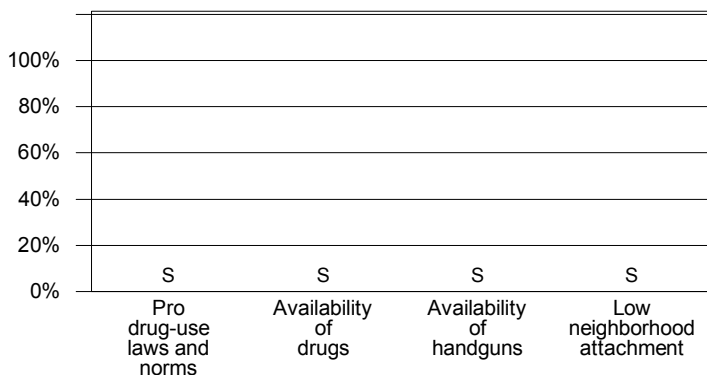 100%
80%
60%
40%
20%
0%
S S S S
Pro
drug-use
laws and
norms
Availability
of
drugs
Availability
of
handguns
Low
neighborhood
attachment